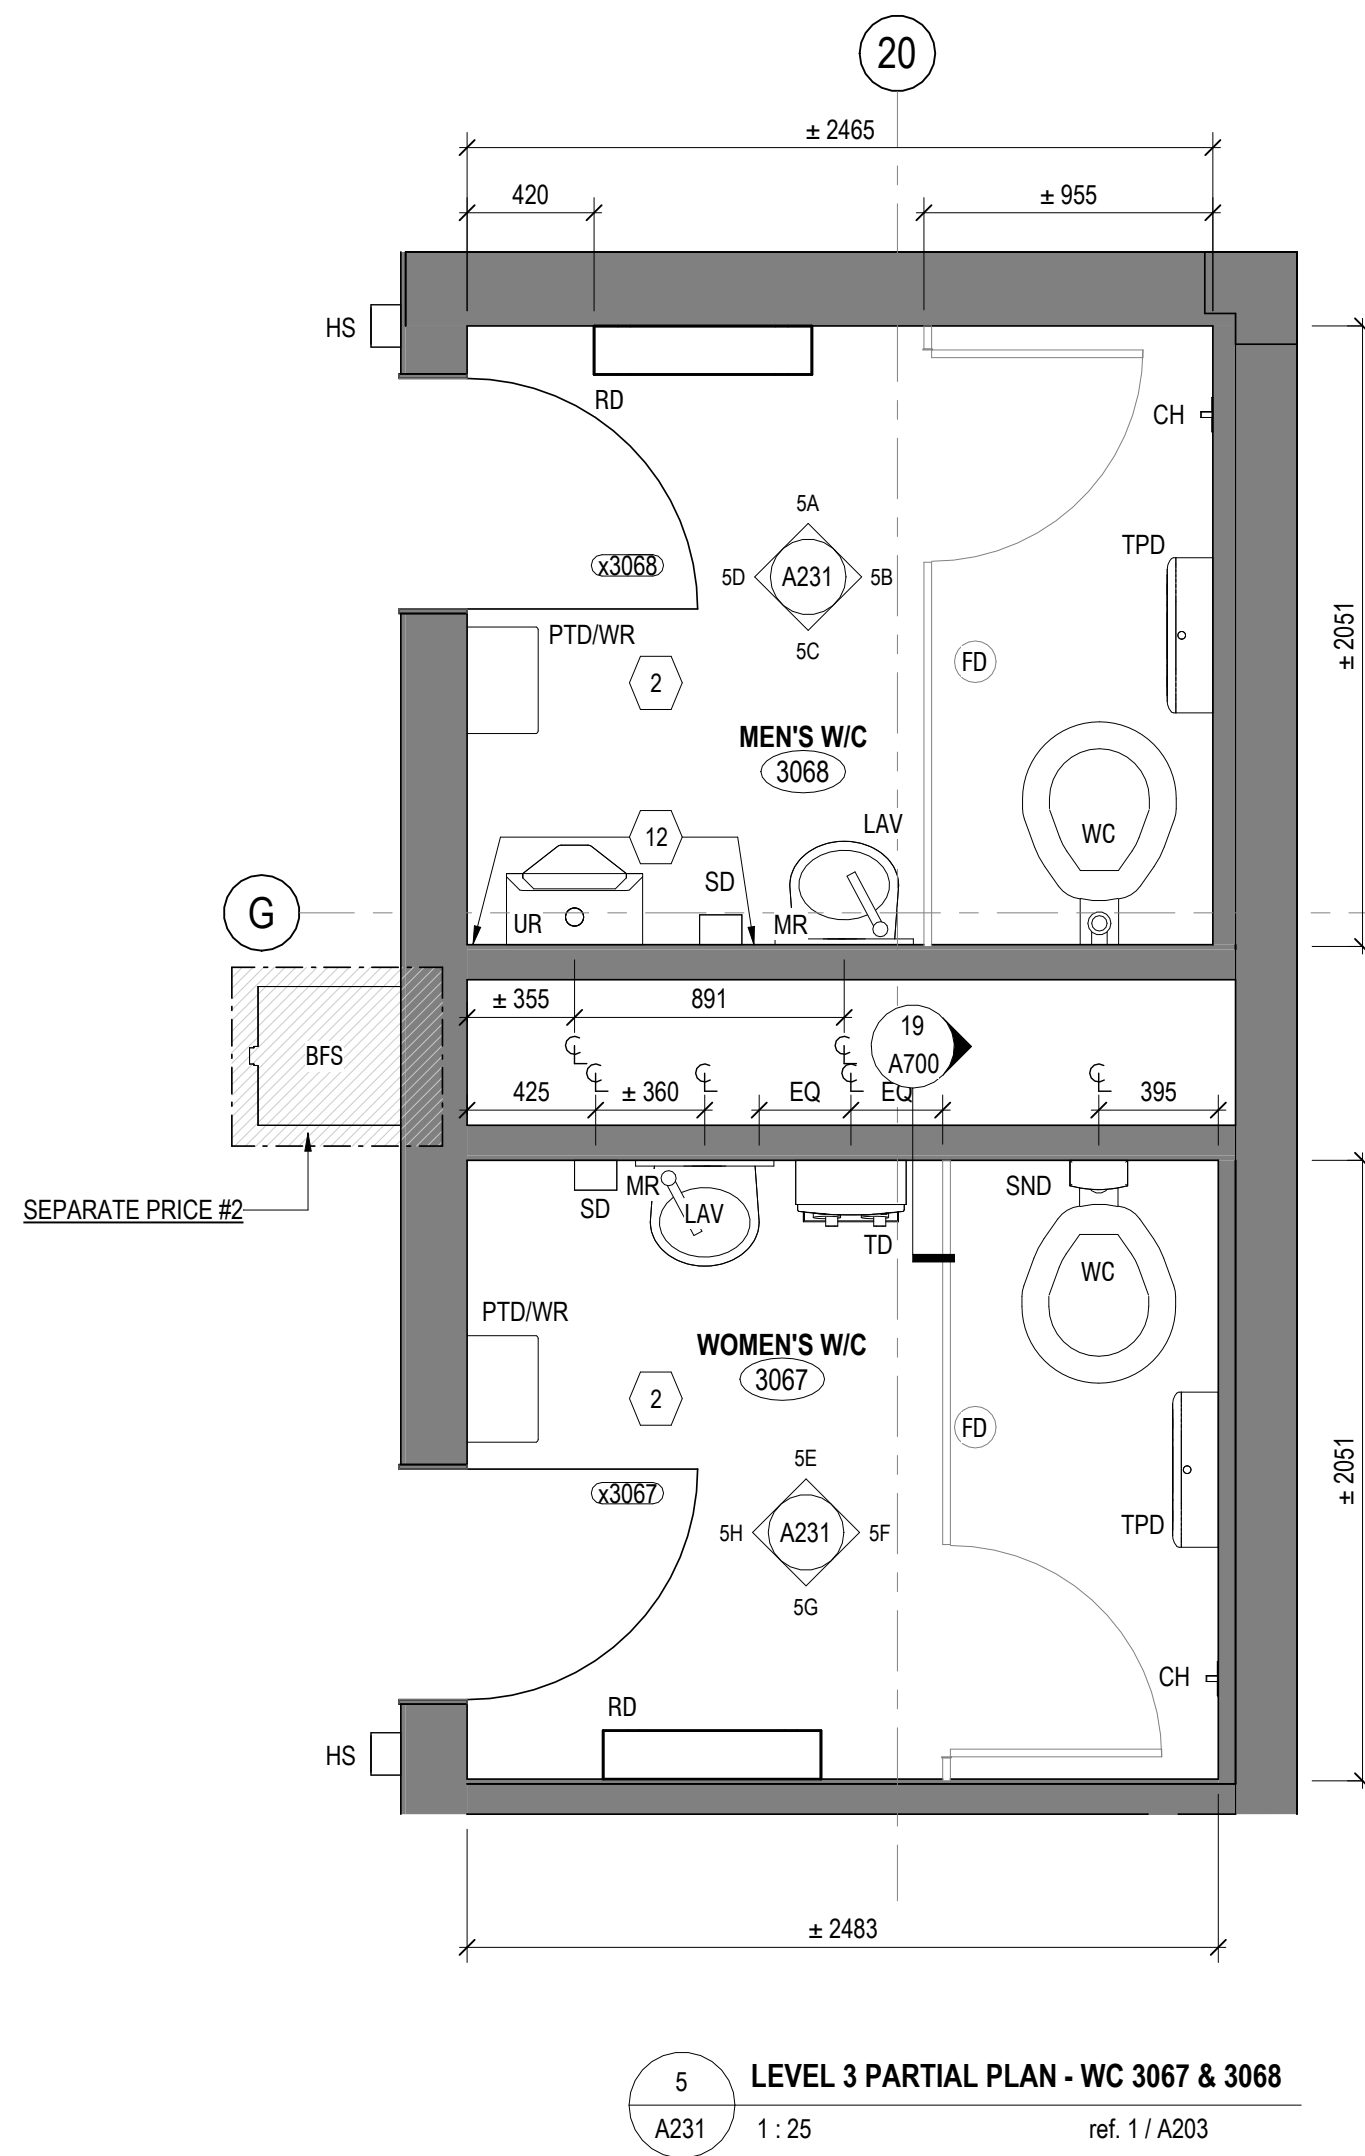 20
± 2465
420
± 955
HS
RD
CH
5A
TPD
x3068
5D
A231
5B
PTD/WR
5C
± 2051
FD
2
MEN'S W/C
3068
LAV
12
WC
SD
G
UR
MR
± 355
891
19
A700
BFS
425
± 360
EQ
EQ
395
SEPARATE PRICE #2
SD
MR
LAV
TD
SND
WC
PTD/WR
WOMEN'S W/C
3067
2
FD
5E
± 2051
x3067
5H
A231
5F
TPD
5G
CH
RD
HS
± 2483
5
LEVEL 3 PARTIAL PLAN - WC 3067 & 3068
A231
1 : 25
ref. 1 / A203